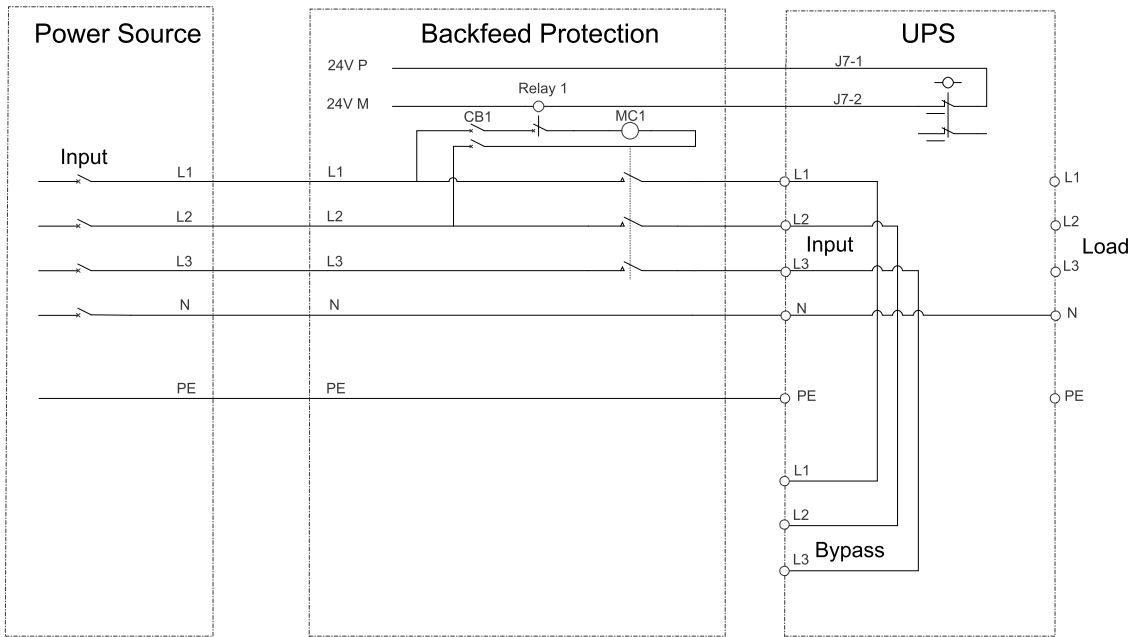 Power Source
Backfeed Protection
UPS
24V P
J7-1
Relay 1
24V M
J7-2
CB1
MC1
Input
L1
L1
L1
L1
L2
L2
L2
L2
Input
Load
L3
L3
L3
L3
N
N
N
N
PE
PE
PE
PE
L1
L2
L3
Bypass